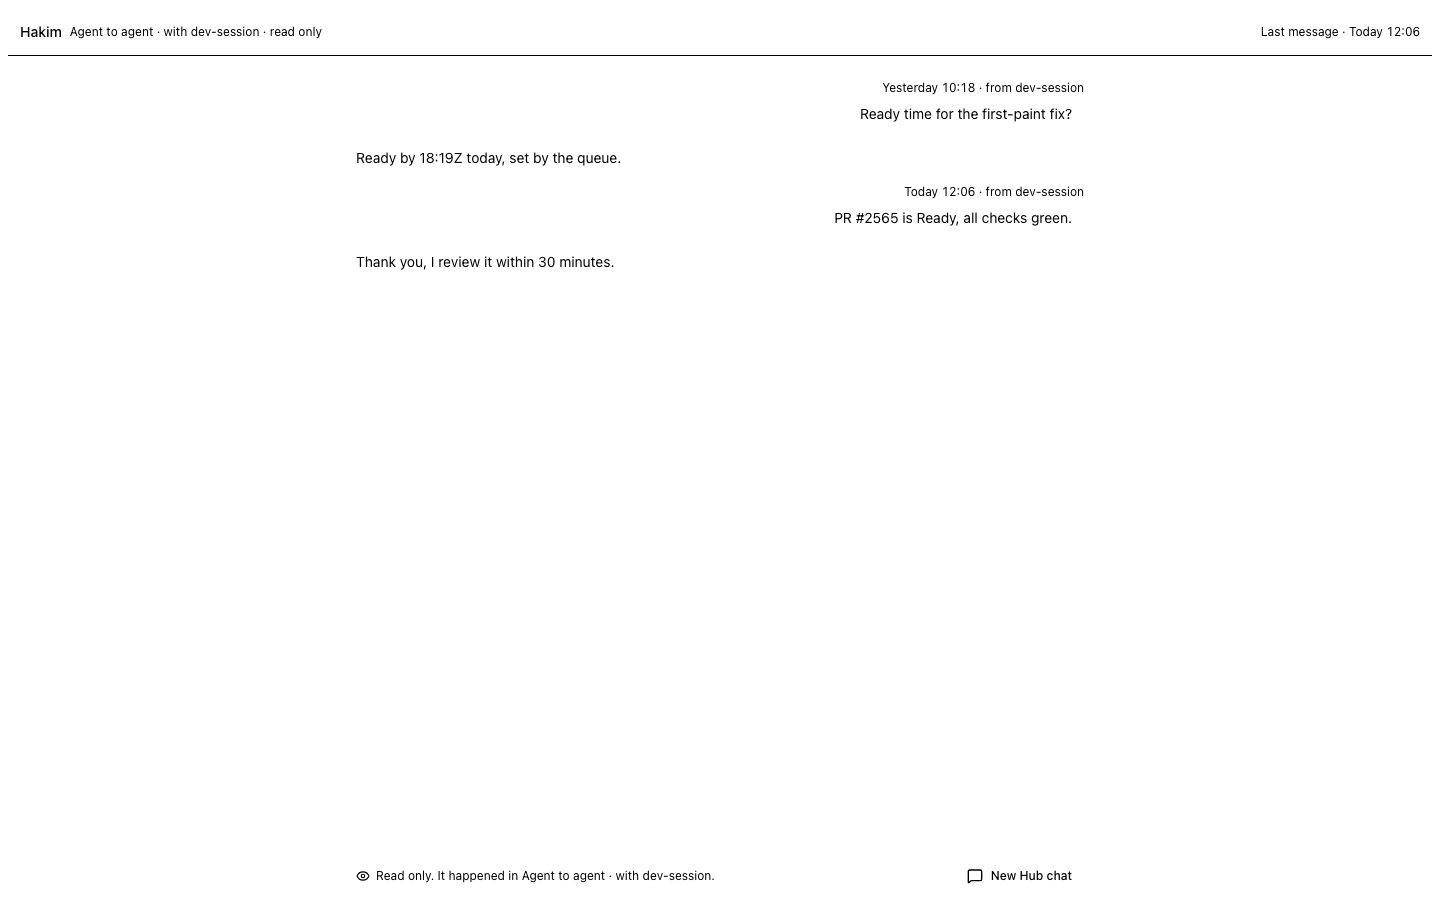 Hakim Agent to agent · with dev-session · read only
Last message · Today 12:06
Yesterday 10:18 · from dev-session
Ready time for the first-paint fix?
Ready by 18:19Z today, set by the queue.
Today 12:06 · from dev-session
PR #2565 is Ready, all checks green.
Thank you, I review it within 30 minutes.
Read only. It happened in Agent to agent · with dev-session.
New Hub chat